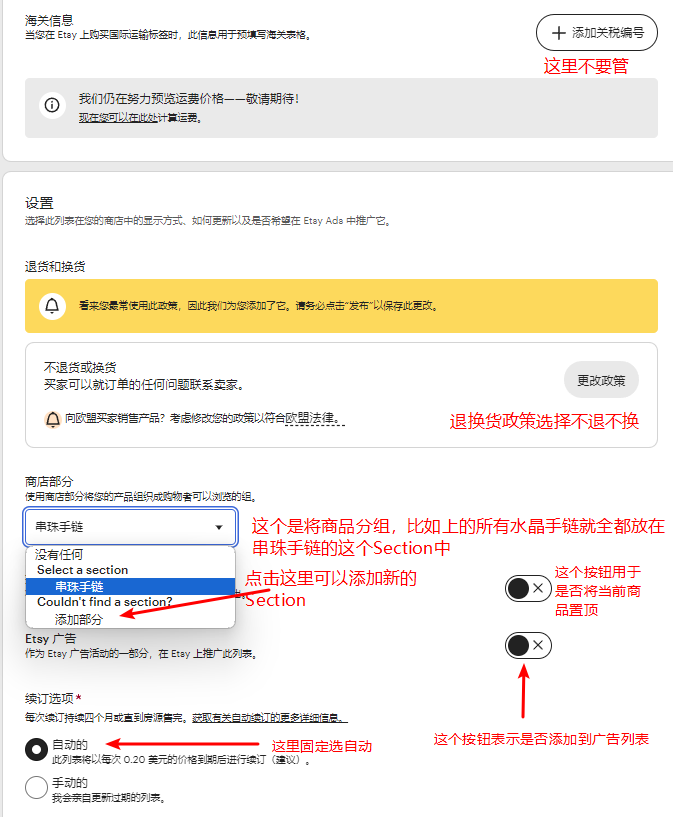 海关信息
当您在 Etsy 上购买国际运输标签时，此信息用于预填写海关表格。
添加关税编号
这里不要管
我们仍在努力预览运费价格——敬请期待！
现在您可以在此处计算运费。
设置
选择此列表在您的商店中的显示方式、如何更新以及是否希望在 Etsy Ads 中推广它。
退货和换货
看来您最常使用此政策，因此我们为您添加了它。请务必点击“发布”以保存此更改。
不退货或换货
买家可以就订单的任何问题联系卖家。
更改政策
向欧盟买家销售产品？考虑修改您的政策以符合欧盟法律。
退换货政策选择不退不换
商店部分
使用商店部分将您的产品组织成购物者可以浏览的组。
串珠手链
这个是将商品分组，比如上的所有水晶手链就全都放在
串珠手链的这个Section中
没有任何
Select a section
串珠手链
Couldn't find a section?
添加部分
点击这里可以添加新的
Section
这个按钮用于
是否将当前商
品置顶
Etsy 广告
作为 Etsy 广告活动的一部分，在 Etsy 上推广此列表。
续订选项*
每次续订持续四个月或直到房源售完。获取有关自动续订的更多详细信息。
这个按钮表示是否添加到广告列表
自动的
此列表将以每次 0.20 美元的价格到期后进行续订（建议）。
这里固定选自动
手动的
我会亲自更新过期的列表。